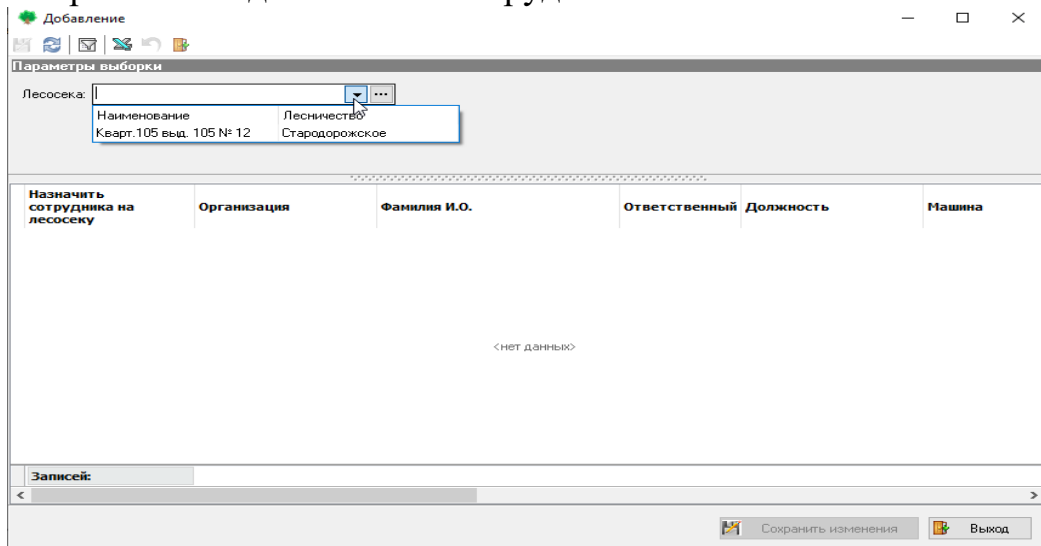 Добавление
Параметры выборки
Лесосека:
Наименование Лесничество
Кварт.105 выд. 105 № 12 Стародорожское
Назначить сотрудника на лесосеку Организация Фамилия И.О. Ответственный Должность Машина
<нет данных>
Записей:
Сохранить изменения Выход